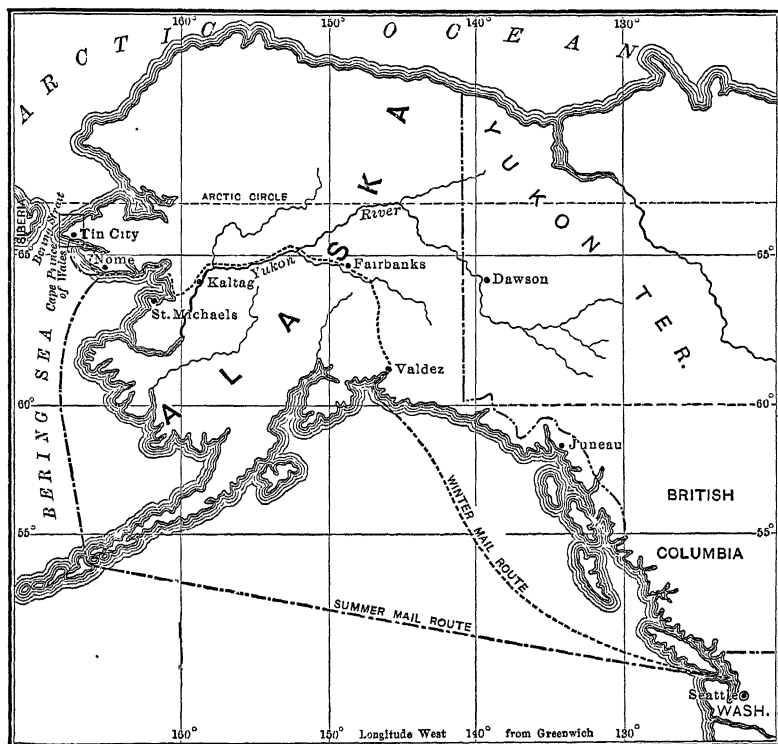 160°
150°
140°
130°
ARCTIC OCEAN
ALASKA
YUKON TER.
ARCTIC CIRCLE
SIBERIA
Bering Strait
Cape Prince
of Wales
Tin City
Nome
River
Yukon
65°
65°
Fairbanks
Kaltag
Dawson
St. Michaels
Valdez
BERING SEA
60°
60°
Juneau
WINTER MAIL ROUTE
BRITISH
COLUMBIA
55°
55°
SUMMER MAIL ROUTE
Seattle
WASH.
160°
150°
Longitude West
140°
from Greenwich
130°